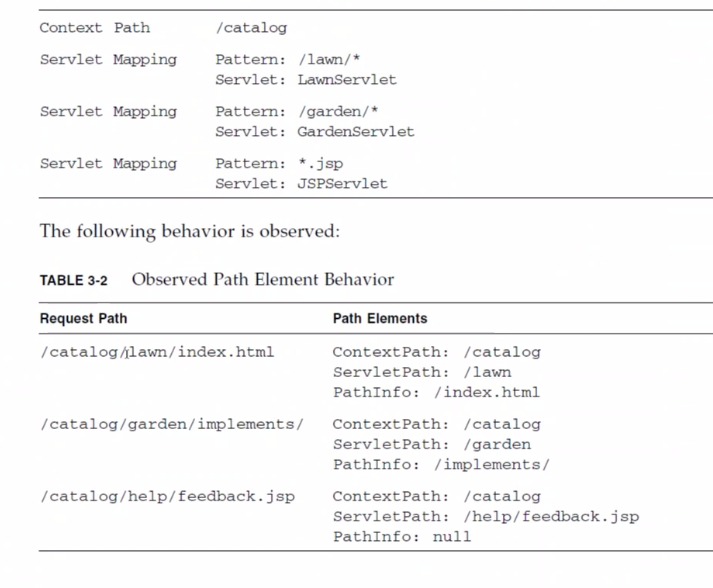 Context Path /catalog
Servlet Mapping Pattern: /lawn/*
Servlet: LawnServlet
Servlet Mapping Pattern: /garden/*
Servlet: GardenServlet
Servlet Mapping Pattern: *.jsp
Servlet: JSPServlet
The following behavior is observed:
TABLE 3-2 Observed Path Element Behavior
Request Path Path Elements
/catalog/lawn/index.html ContextPath: /catalog
ServletPath: /lawn
PathInfo: /index.html
/catalog/garden/implements/ ContextPath: /catalog
ServletPath: /garden
PathInfo: /implements/
/catalog/help/feedback.jsp ContextPath: /catalog
ServletPath: /help/feedback.jsp
PathInfo: null